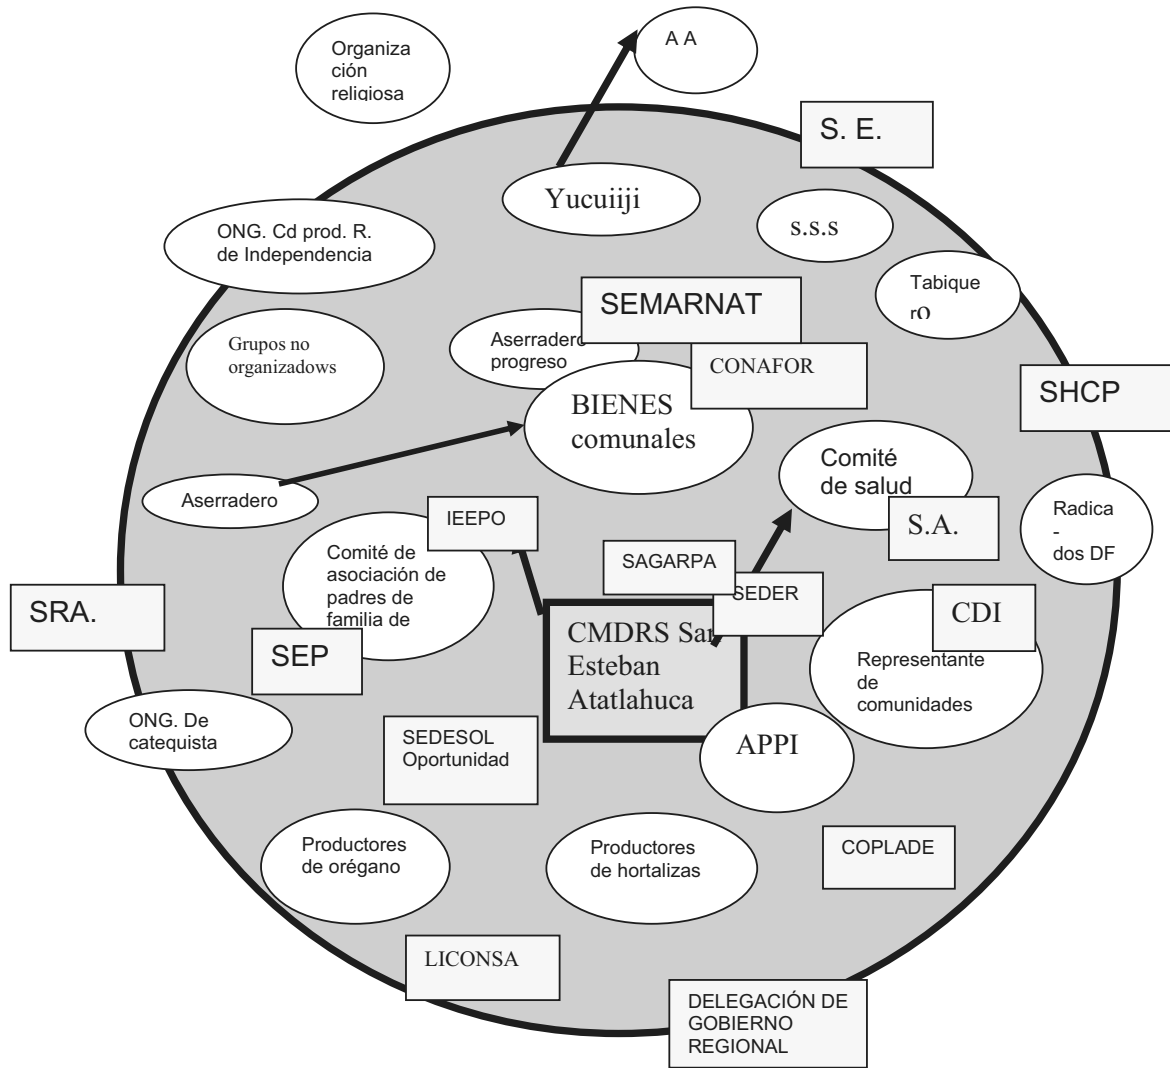 Organiza
ción
religiosa
A A
S. E.
Yucuiiji
s.s.s
ONG. Cd prod. R.
de Independencia
Tabique
ro
SEMARNAT
Aserradero
progreso
CONAFOR
Grupos no
organizadows
BIENES
comunales
SHCP
Comité
de salud
Aserradero
IEEPO
S.A.
Radica
-
dos DF
Comité de
asociación de
padres de
familia de
SAGARPA
SEDER
SRA.
SEP
CMDRS San
Esteban
Atatlahuca
CDI
Representante
de
comunidades
ONG. De
catequista
SEDESOL
Oportunidad
APPI
Productores
de orégano
Productores
de hortalizas
COPLADE
LICONSA
DELEGACIÓN DE
GOBIERNO
REGIONAL